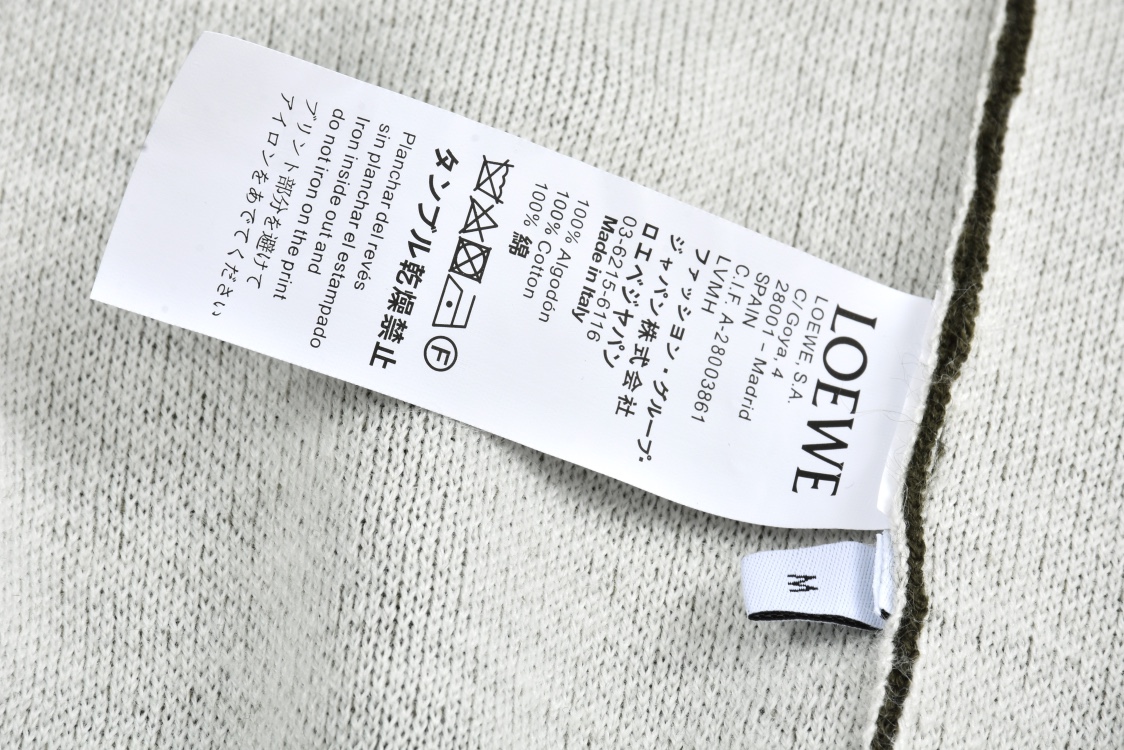 LOEWE
LOEWE, S.A.
C/Goya, 4
28001 - Madrid
SPAIN
C.I.F. A-28003861
LVMH
ファッション・グループ・
ジャパン株式会社
ロエベジャパン
03-6215-6116
Made in Italy
100% Algodón
100% Cotton
100% 綿
F
タンブル乾燥禁止
Planchar del revés
sin planchar el estampado
Iron inside out and
do not iron on the print
プリント部分を避けて
アイロンをあててください
M